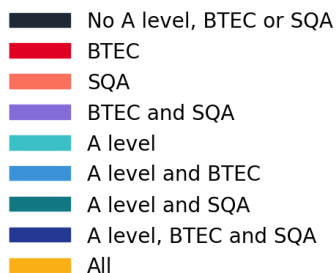 No A level, BTEC or SQA
BTEC
SQA
BTEC and SQA
A level
A level and BTEC
A level and SQA
A level, BTEC and SQA
All